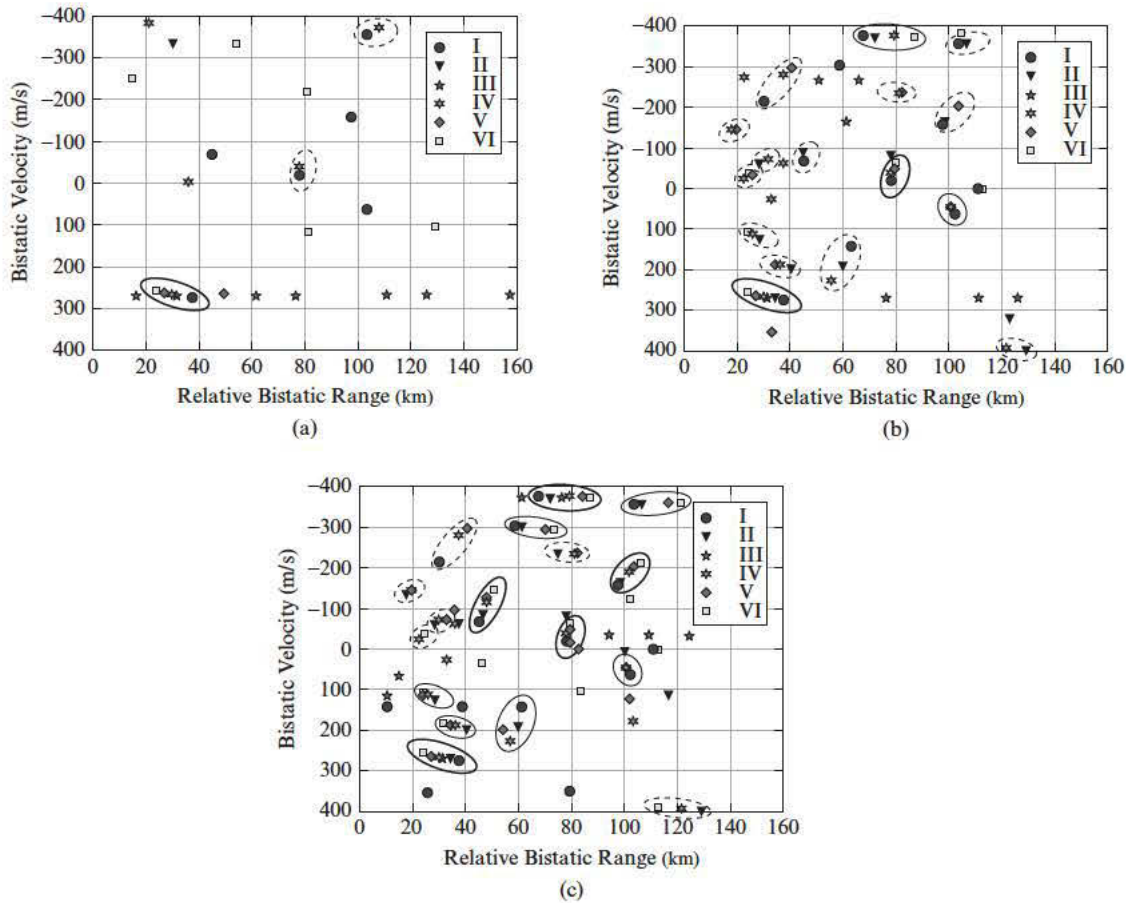 −400
−300
−200
−100
0
100
200
300
400
Bistatic Velocity (m/s)
0 20 40 60 80 100 120 140 160
Relative Bistatic Range (km)
I
II
III
IV
V
VI
(a)
−400
−300
−200
−100
0
100
200
300
400
Bistatic Velocity (m/s)
0 20 40 60 80 100 120 140 160
Relative Bistatic Range (km)
I
II
III
IV
V
VI
(b)
−400
−300
−200
−100
0
100
200
300
400
Bistatic Velocity (m/s)
0 20 40 60 80 100 120 140 160
Relative Bistatic Range (km)
I
II
III
IV
V
VI
(c)